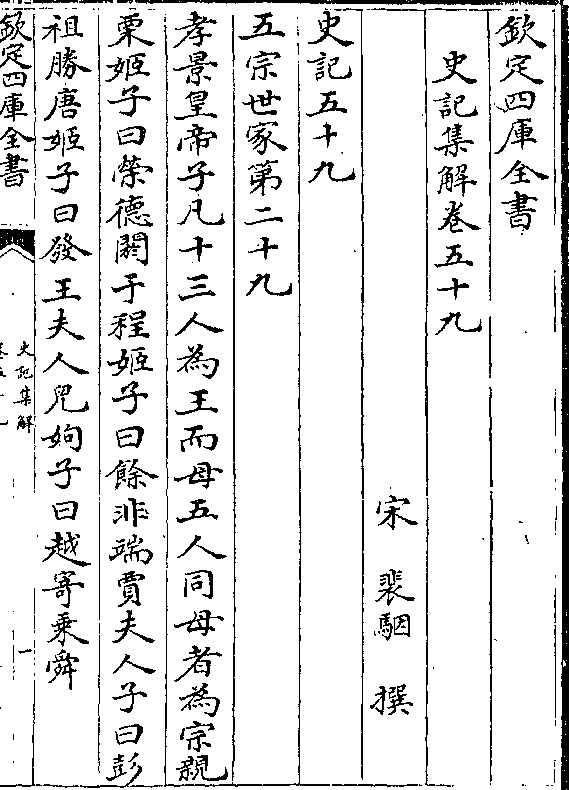 欽定四庫全書
史記集解卷五十九
宋 裴駰 撰
史記五十九
五宗世家第二十九
孝景皇帝子凡十三人為王而母五人同母者為宗親
栗姬子曰榮德閼于程姬子曰餘非端賈夫人子曰彭
祖勝唐姬子曰發王夫人兒姁子曰越寄乘舜
欽定四庫全書
史記集解
一